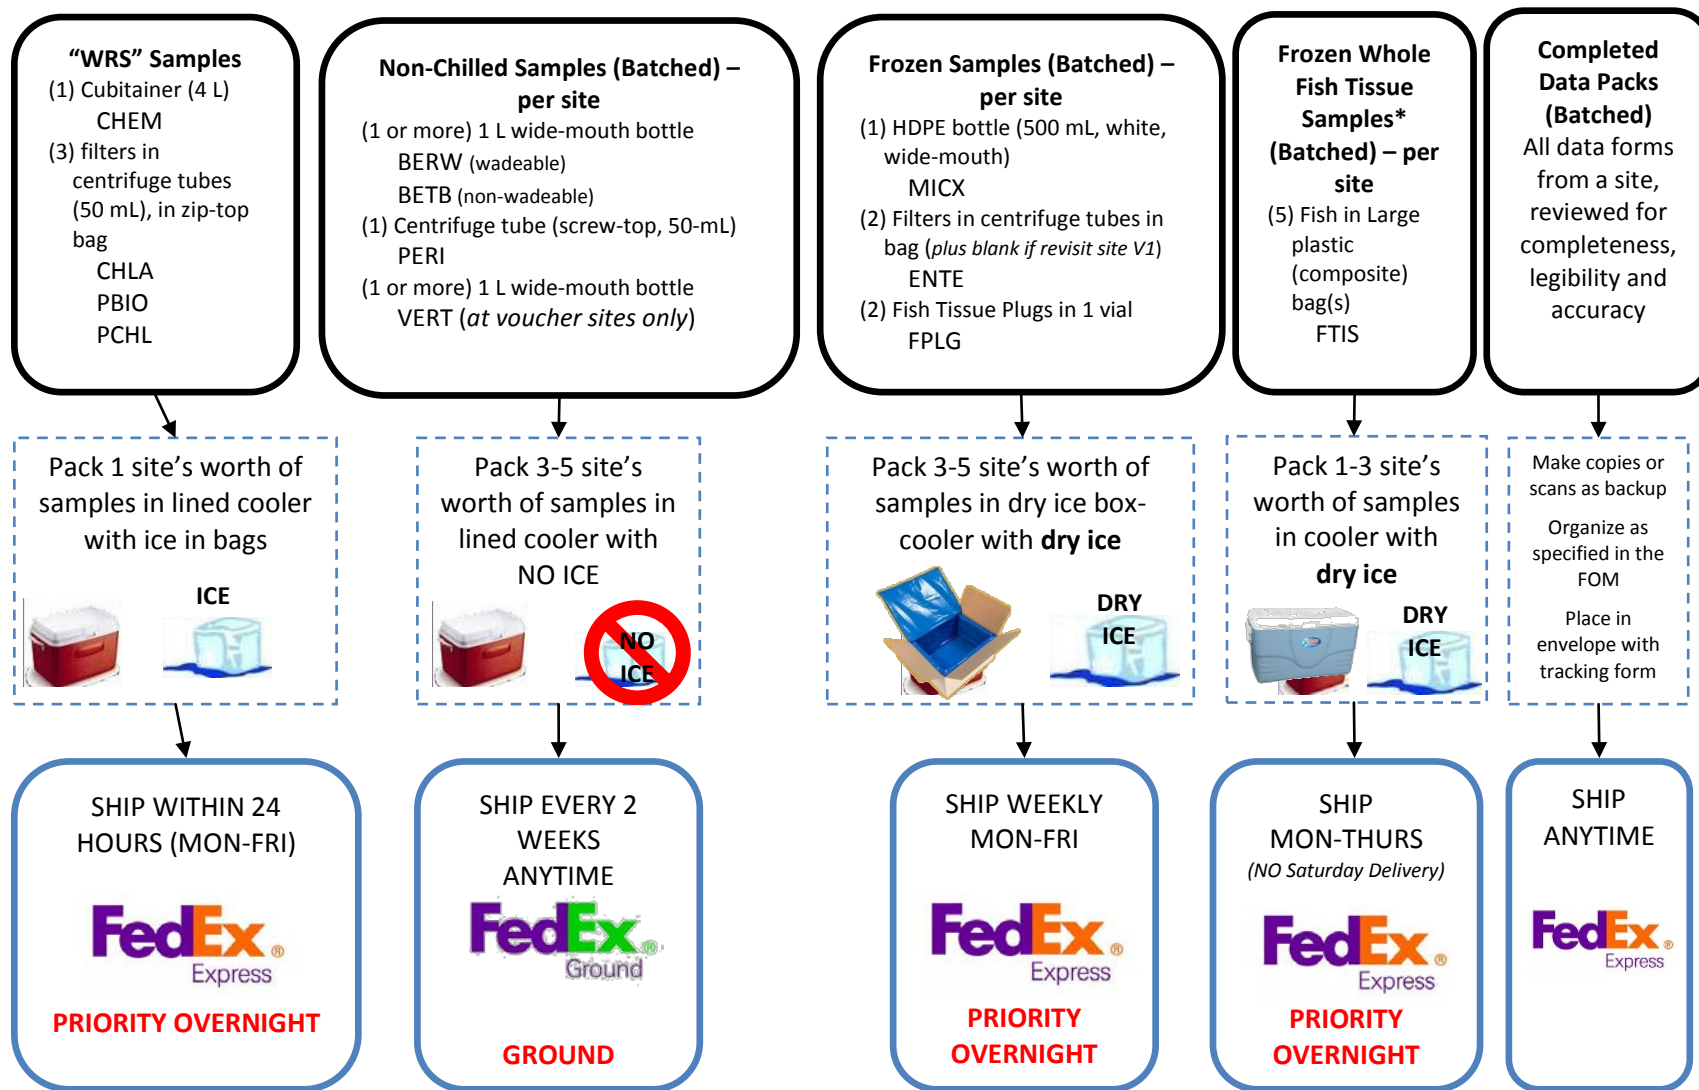 “WRS” Samples
(1) Cubitainer (4 L)
CHEM
(3) filters in
centrifuge tubes
(50 mL), in zip-top
bag
CHLA
PBIO
PCHL
Non-Chilled Samples (Batched) –
per site
(1 or more) 1 L wide-mouth bottle
BERW (wadeable)
BETB (non-wadeable)
(1) Centrifuge tube (screw-top, 50-mL)
PERI
(1 or more) 1 L wide-mouth bottle
VERT (at voucher sites only)
Frozen Samples (Batched) –
per site
(1) HDPE bottle (500 mL, white,
wide-mouth)
MICX
(2) Filters in centrifuge tubes in
bag (plus blank if revisit site V1)
ENTE
(2) Fish Tissue Plugs in 1 vial
FPLG
Frozen Whole
Fish Tissue
Samples*
(Batched) – per
site
(5) Fish in Large
plastic
(composite)
bag(s)
FTIS
Completed
Data Packs
(Batched)
All data forms
from a site,
reviewed for
completeness,
legibility and
accuracy
Pack 1 site’s worth of
samples in lined cooler
with ice in bags
ICE
Pack 3-5 site’s
worth of samples in
lined cooler with
NO ICE
NO
ICE
Pack 3-5 site’s worth of
samples in dry ice box-
cooler with dry ice
DRY
ICE
Pack 1-3 site’s
worth of samples
in cooler with
dry ice
DRY
ICE
Make copies or
scans as backup
Organize as
specified in the
FOM
Place in
envelope with
tracking form
SHIP WITHIN 24
HOURS (MON-FRI)
FedEx®
Express
PRIORITY OVERNIGHT
SHIP EVERY 2
WEEKS
ANYTIME
FedEx®
Ground
GROUND
SHIP WEEKLY
MON-FRI
FedEx®
Express
PRIORITY
OVERNIGHT
SHIP
MON-THURS
(NO Saturday Delivery)
FedEx®
Express
PRIORITY
OVERNIGHT
SHIP
ANYTIME
FedEx®
Express